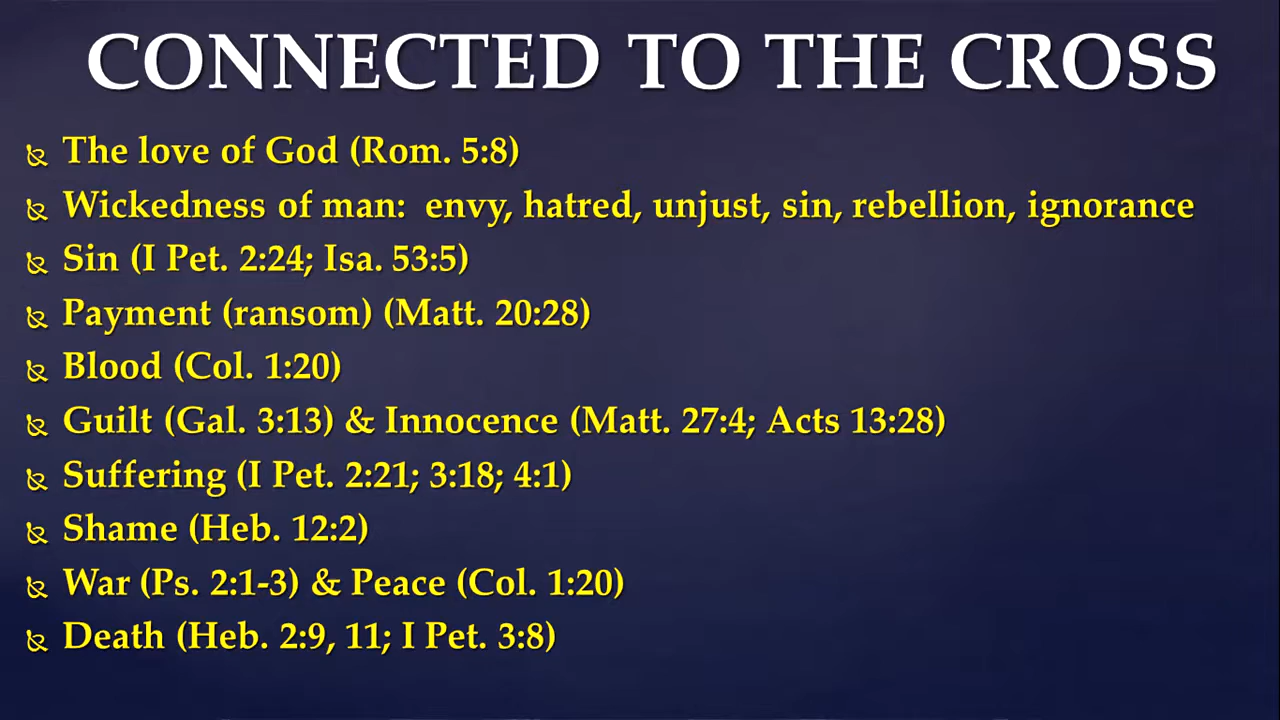 CONNECTED TO THE CROSS
The love of God (Rom. 5:8)
Wickedness of man:  envy, hatred, unjust, sin, rebellion, ignorance
Sin (I Pet. 2:24; Isa. 53:5)
Payment (ransom) (Matt. 20:28)
Blood (Col. 1:20)
Guilt (Gal. 3:13) & Innocence (Matt. 27:4; Acts 13:28)
Suffering (I Pet. 2:21; 3:18; 4:1)
Shame (Heb. 12:2)
War (Ps. 2:1-3) & Peace (Col. 1:20)
Death (Heb. 2:9, 11; I Pet. 3:8)